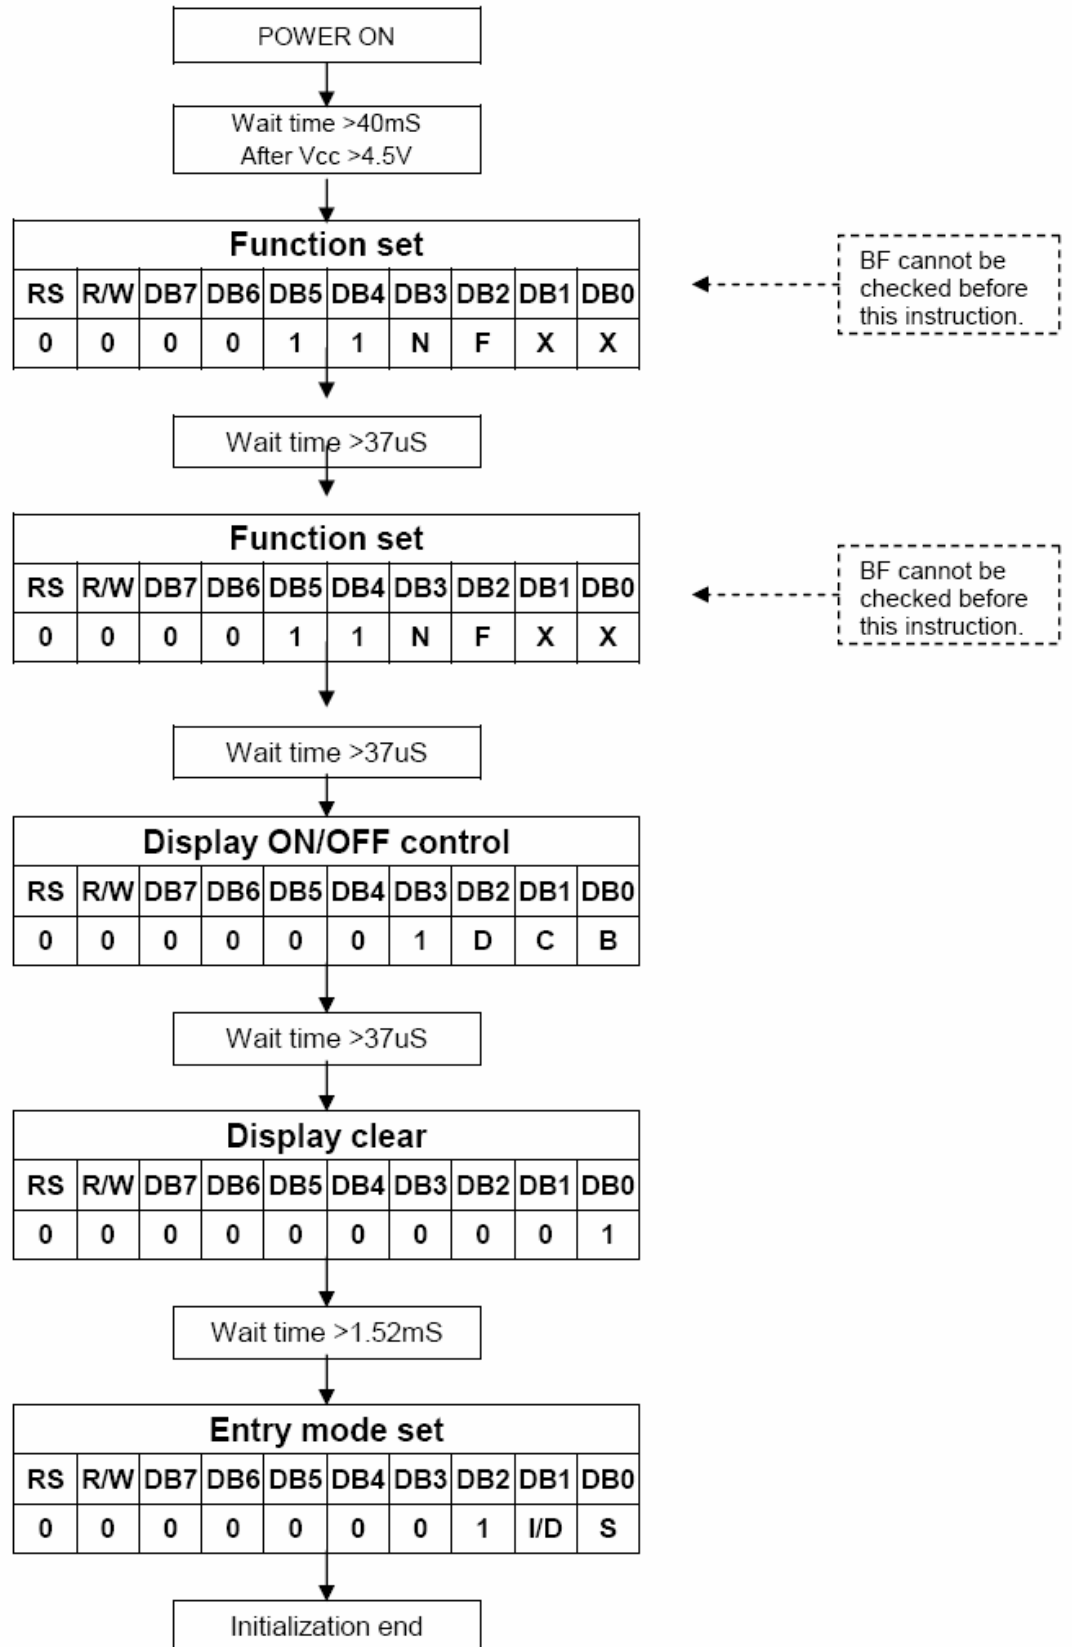 POWER ON
Wait time >40mS
After Vcc >4.5V
Function set
RS R/W DB7 DB6 DB5 DB4 DB3 DB2 DB1 DB0
0 0 0 0 1 1 N F X X
BF cannot be
checked before
this instruction.
Wait time >37uS
Function set
RS R/W DB7 DB6 DB5 DB4 DB3 DB2 DB1 DB0
0 0 0 0 1 1 N F X X
BF cannot be
checked before
this instruction.
Wait time >37uS
Display ON/OFF control
RS R/W DB7 DB6 DB5 DB4 DB3 DB2 DB1 DB0
0 0 0 0 0 0 1 D C B
Wait time >37uS
Display clear
RS R/W DB7 DB6 DB5 DB4 DB3 DB2 DB1 DB0
0 0 0 0 0 0 0 0 0 1
Wait time >1.52mS
Entry mode set
RS R/W DB7 DB6 DB5 DB4 DB3 DB2 DB1 DB0
0 0 0 0 0 0 0 1 I/D S
Initialization end